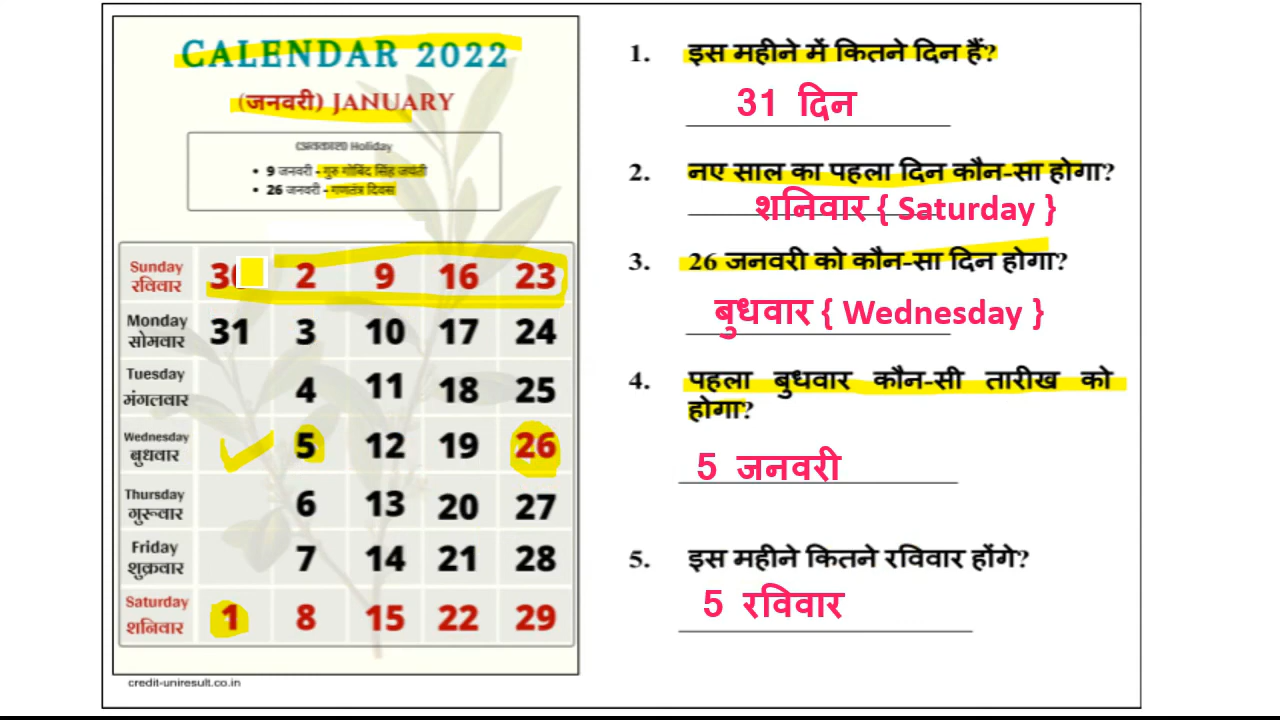 CALENDAR 2022
(जनवरी) JANUARY
Holiday
• 9 जनवरी - गुरु गोबिंद सिंह जयंती
• 26 जनवरी - गणतंत्र दिवस
Sunday रविवार 2 9 16 23
Monday सोमवार 31 3 10 17 24
Tuesday मंगलवार 4 11 18 25
Wednesday बुधवार 5 12 19 26
Thursday गुरूवार 6 13 20 27
Friday शुक्रवार 7 14 21 28
Saturday शनिवार 1 8 15 22 29
credit-uniresult.co.in
1. इस महीने में कितने दिन हैं?
31 दिन
2. नए साल का पहला दिन कौन-सा होगा?
शनिवार { Saturday }
3. 26 जनवरी को कौन-सा दिन होगा?
बुधवार { Wednesday }
4. पहला बुधवार कौन-सी तारीख को
होगा?
5 जनवरी
5. इस महीने कितने रविवार होंगे?
5 रविवार